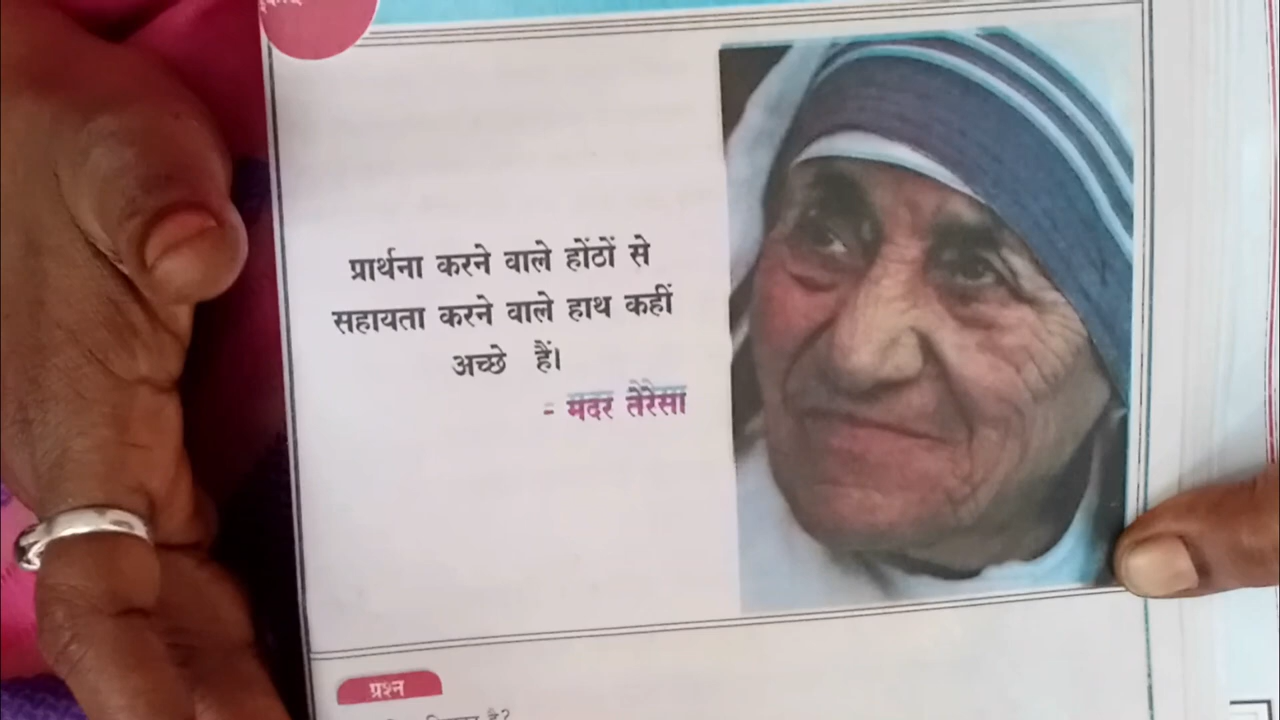 प्रार्थना करने वाले होंठों से
सहायता करने वाले हाथ कहीं
अच्छे हैं।
- मदर तेरेसा
प्रश्न
है?